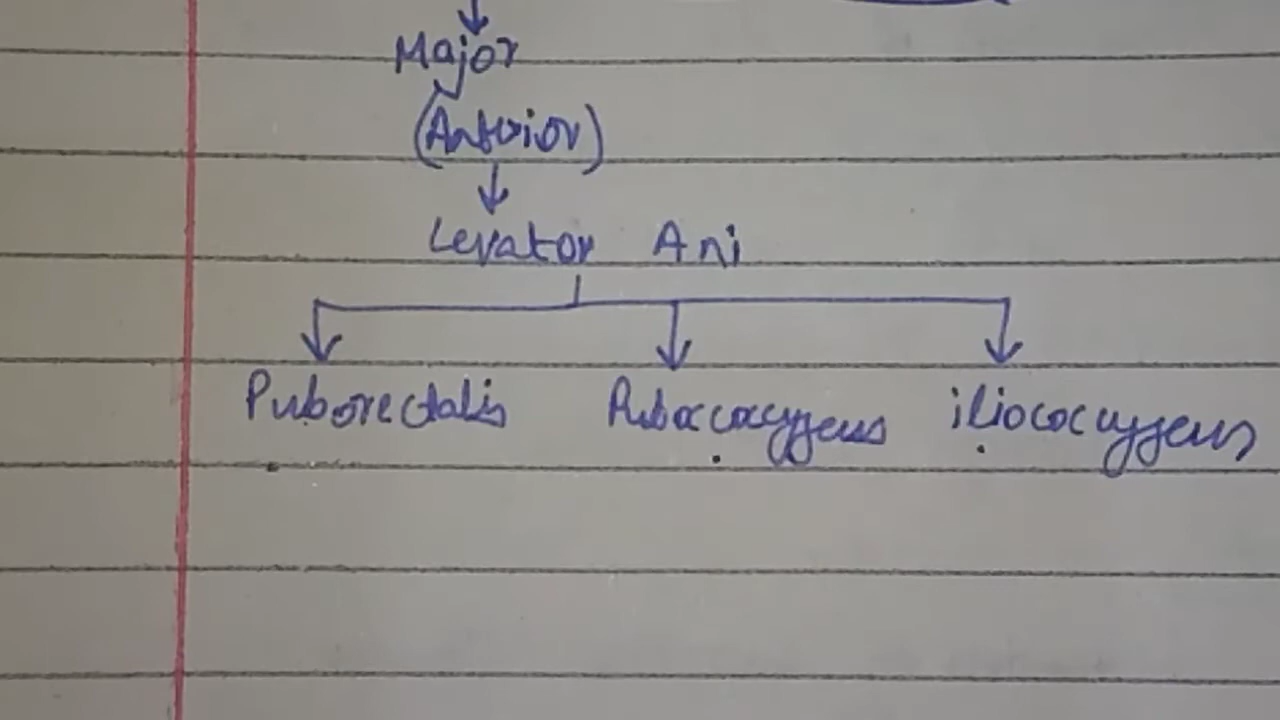 Major
(Anterior)
Levator Ani
Puborectalis Pubococcygeus iliococcygeus